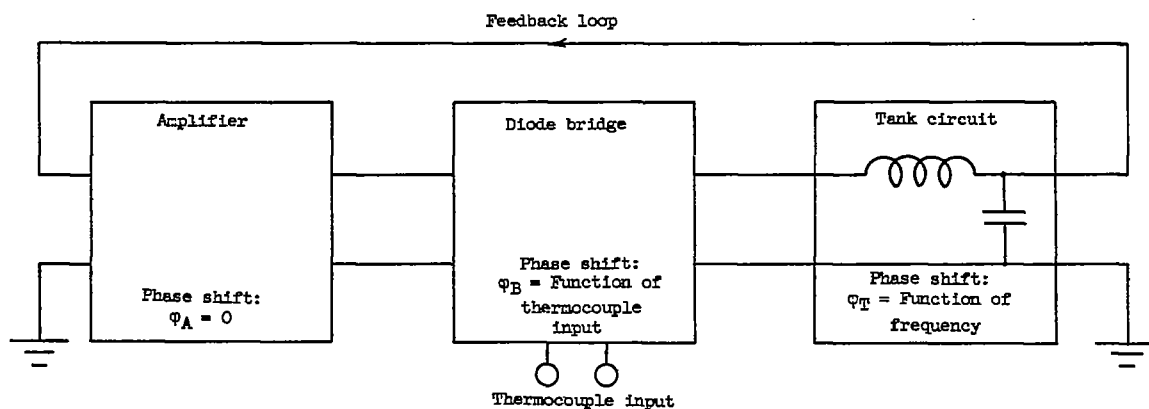 Feedback loop
Amplifier
Phase shift:
φA = 0
Diode bridge
Phase shift:
φB = Function of
thermocouple
input
Thermocouple input
Tank circuit
Phase shift:
φT = Function of
frequency